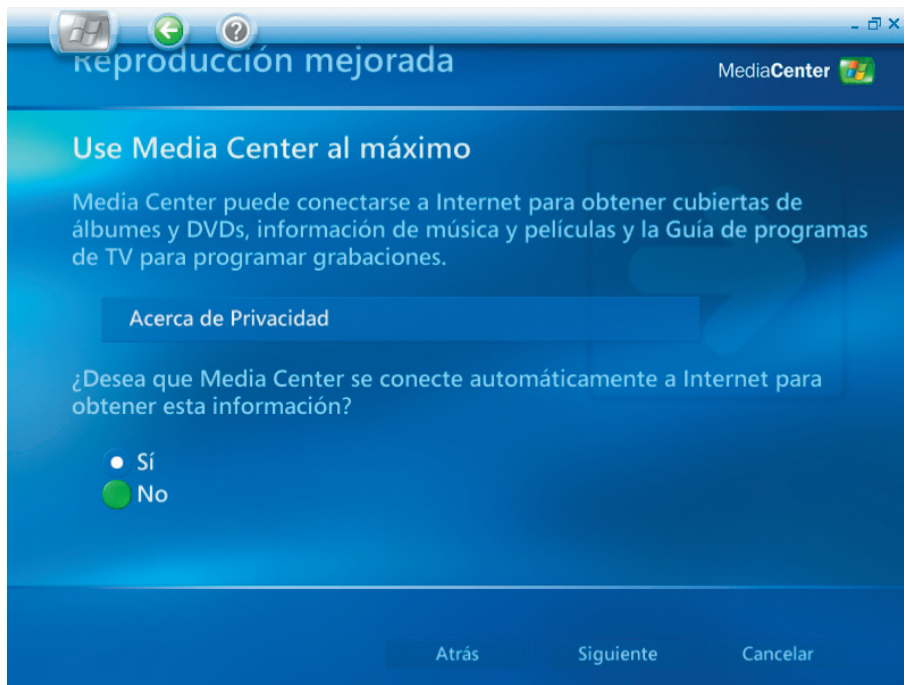 Reproducción mejorada
MediaCenter
Use Media Center al máximo
Media Center puede conectarse a Internet para obtener cubiertas de
álbumes y DVDs, información de música y películas y la Guía de programas
de TV para programar grabaciones.
Acerca de Privacidad
¿Desea que Media Center se conecte automáticamente a Internet para
obtener esta información?
Sí
No
Atrás Siguiente Cancelar